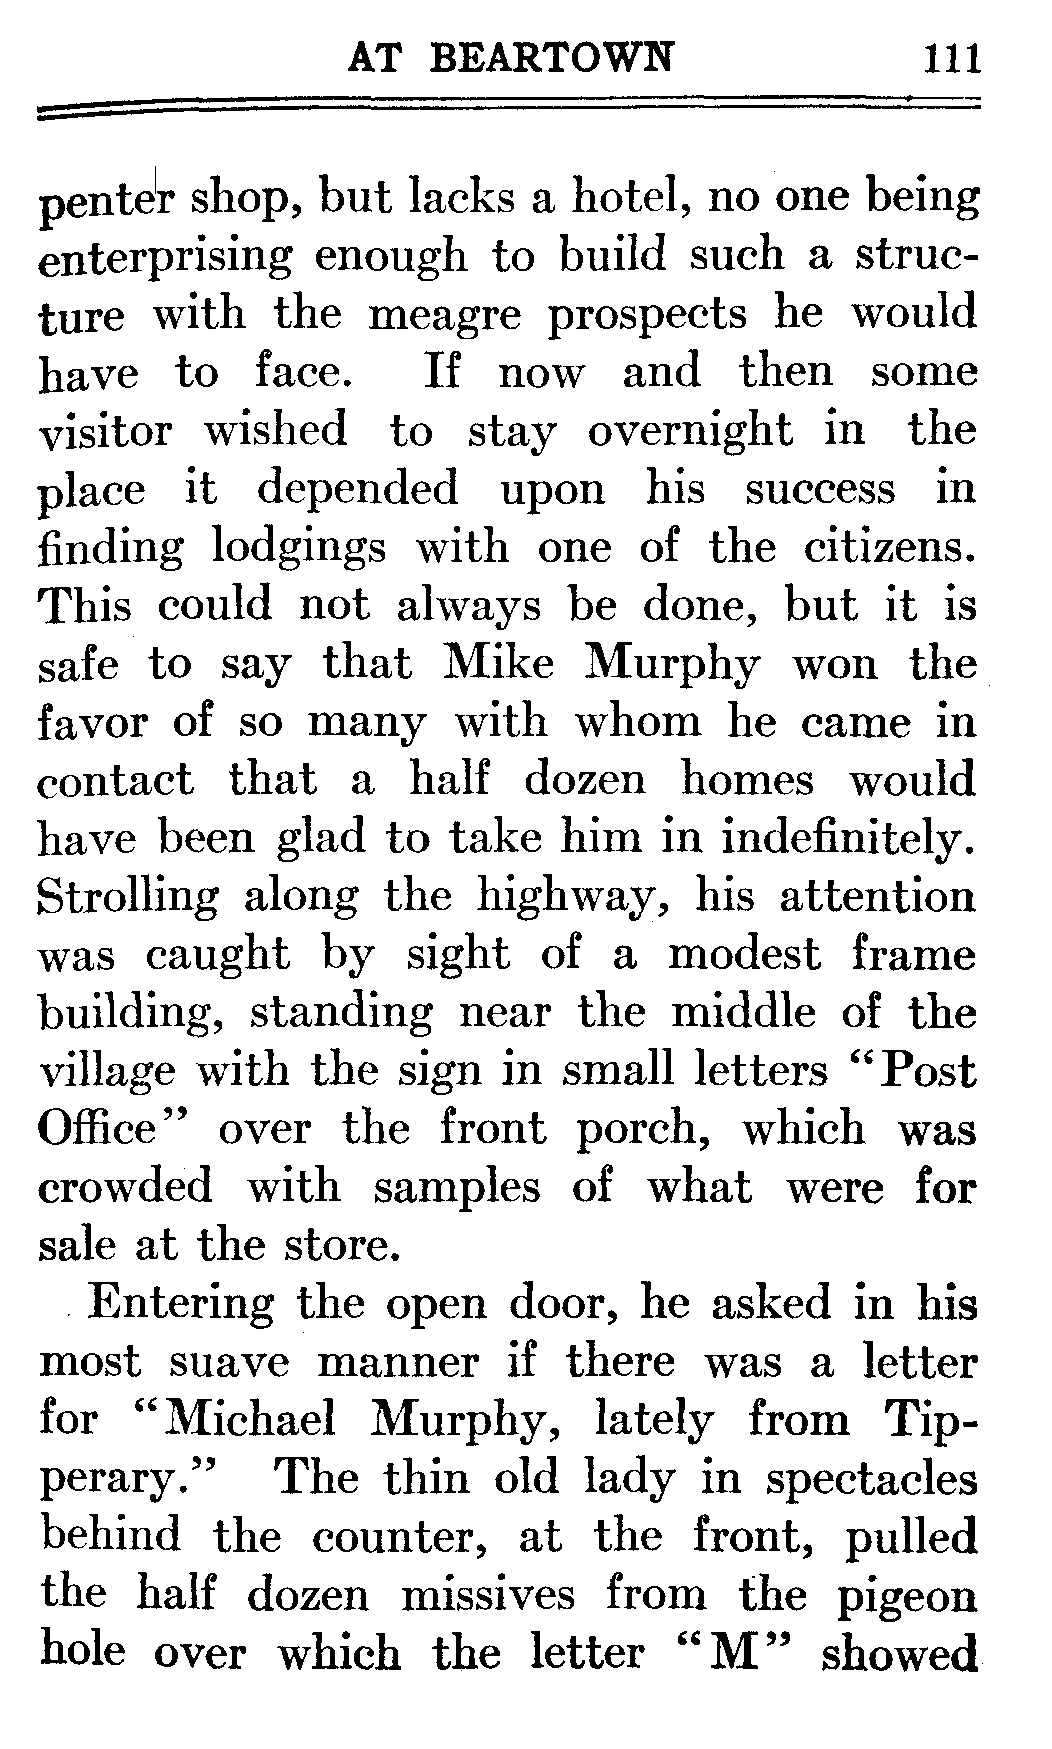 AT BEARTOWN 111
penter shop, but lacks a hotel, no one being
enterprising enough to build such a struc-
ture with the meagre prospects he would
have to face. If now and then some
visitor wished to stay overnight in the
place it depended upon his success in
finding lodgings with one of the citizens.
This could not always be done, but it is
safe to say that Mike Murphy won the
favor of so many with whom he came in
contact that a half dozen homes would
have been glad to take him in indefinitely.
Strolling along the highway, his attention
was caught by sight of a modest frame
building, standing near the middle of the
village with the sign in small letters “Post
Office” over the front porch, which was
crowded with samples of what were for
sale at the store.
Entering the open door, he asked in his
most suave manner if there was a letter
for “Michael Murphy, lately from Tip-
perary.” The thin old lady in spectacles
behind the counter, at the front, pulled
the half dozen missives from the pigeon
hole over which the letter “M” showed